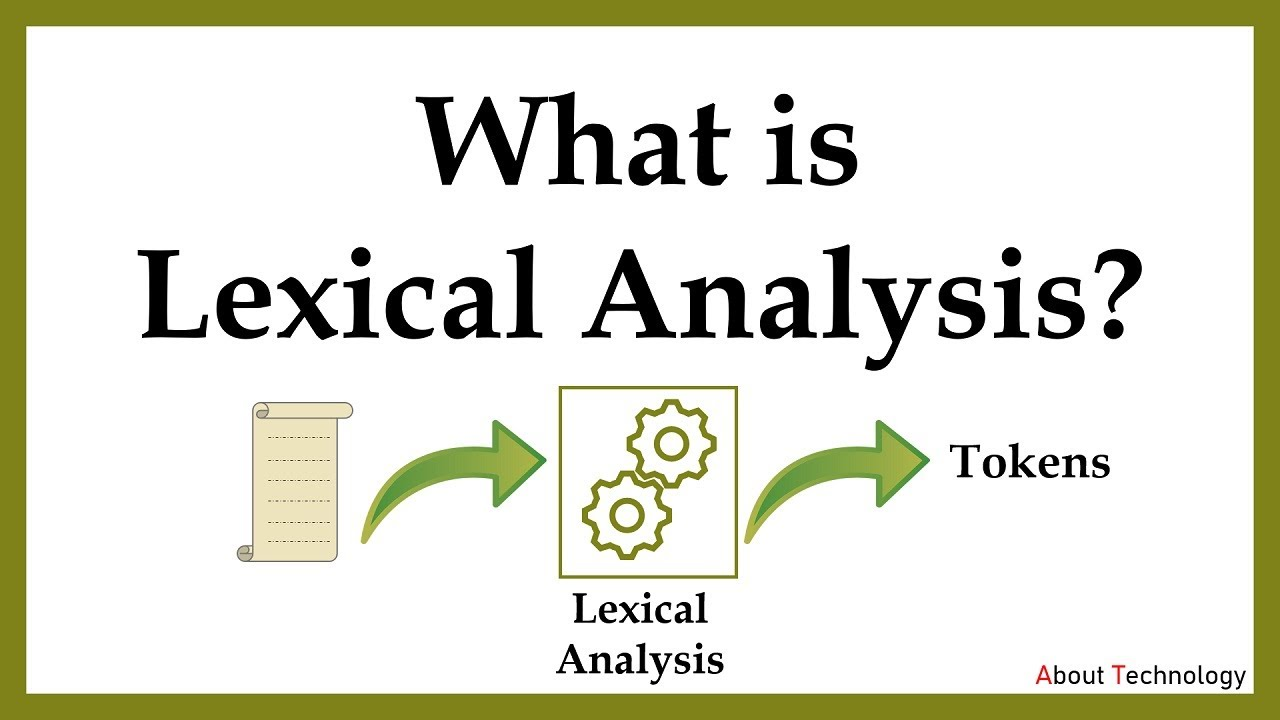 What is
Lexical Analysis?
Tokens
Lexical
Analysis
About Technology